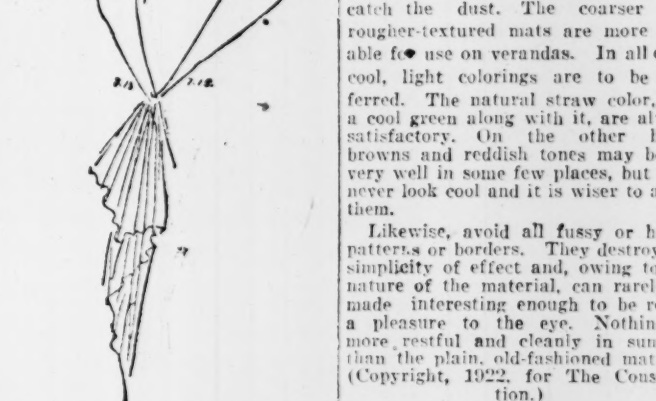 8.13 7.12
catch the dust. The coarser
rougher-textured mats are more
able for use on verandas. In all
cool, light colorings are to be
ferred. The natural straw color,
a cool green along with it, are al
satisfactory. On the other h
browns and reddish tones may b
very well in some few places, but
never look cool and it is wiser to a
them.
Likewise, avoid all fussy or h
patterns or borders. They destroy
simplicity of effect and, owing to
nature of the material, can rarel
made interesting enough to be r
a pleasure to the eye. Nothin
more restful and cleanly in sun
than the plain, old-fashioned mat
(Copyright, 1922, for The Cons
tion.)